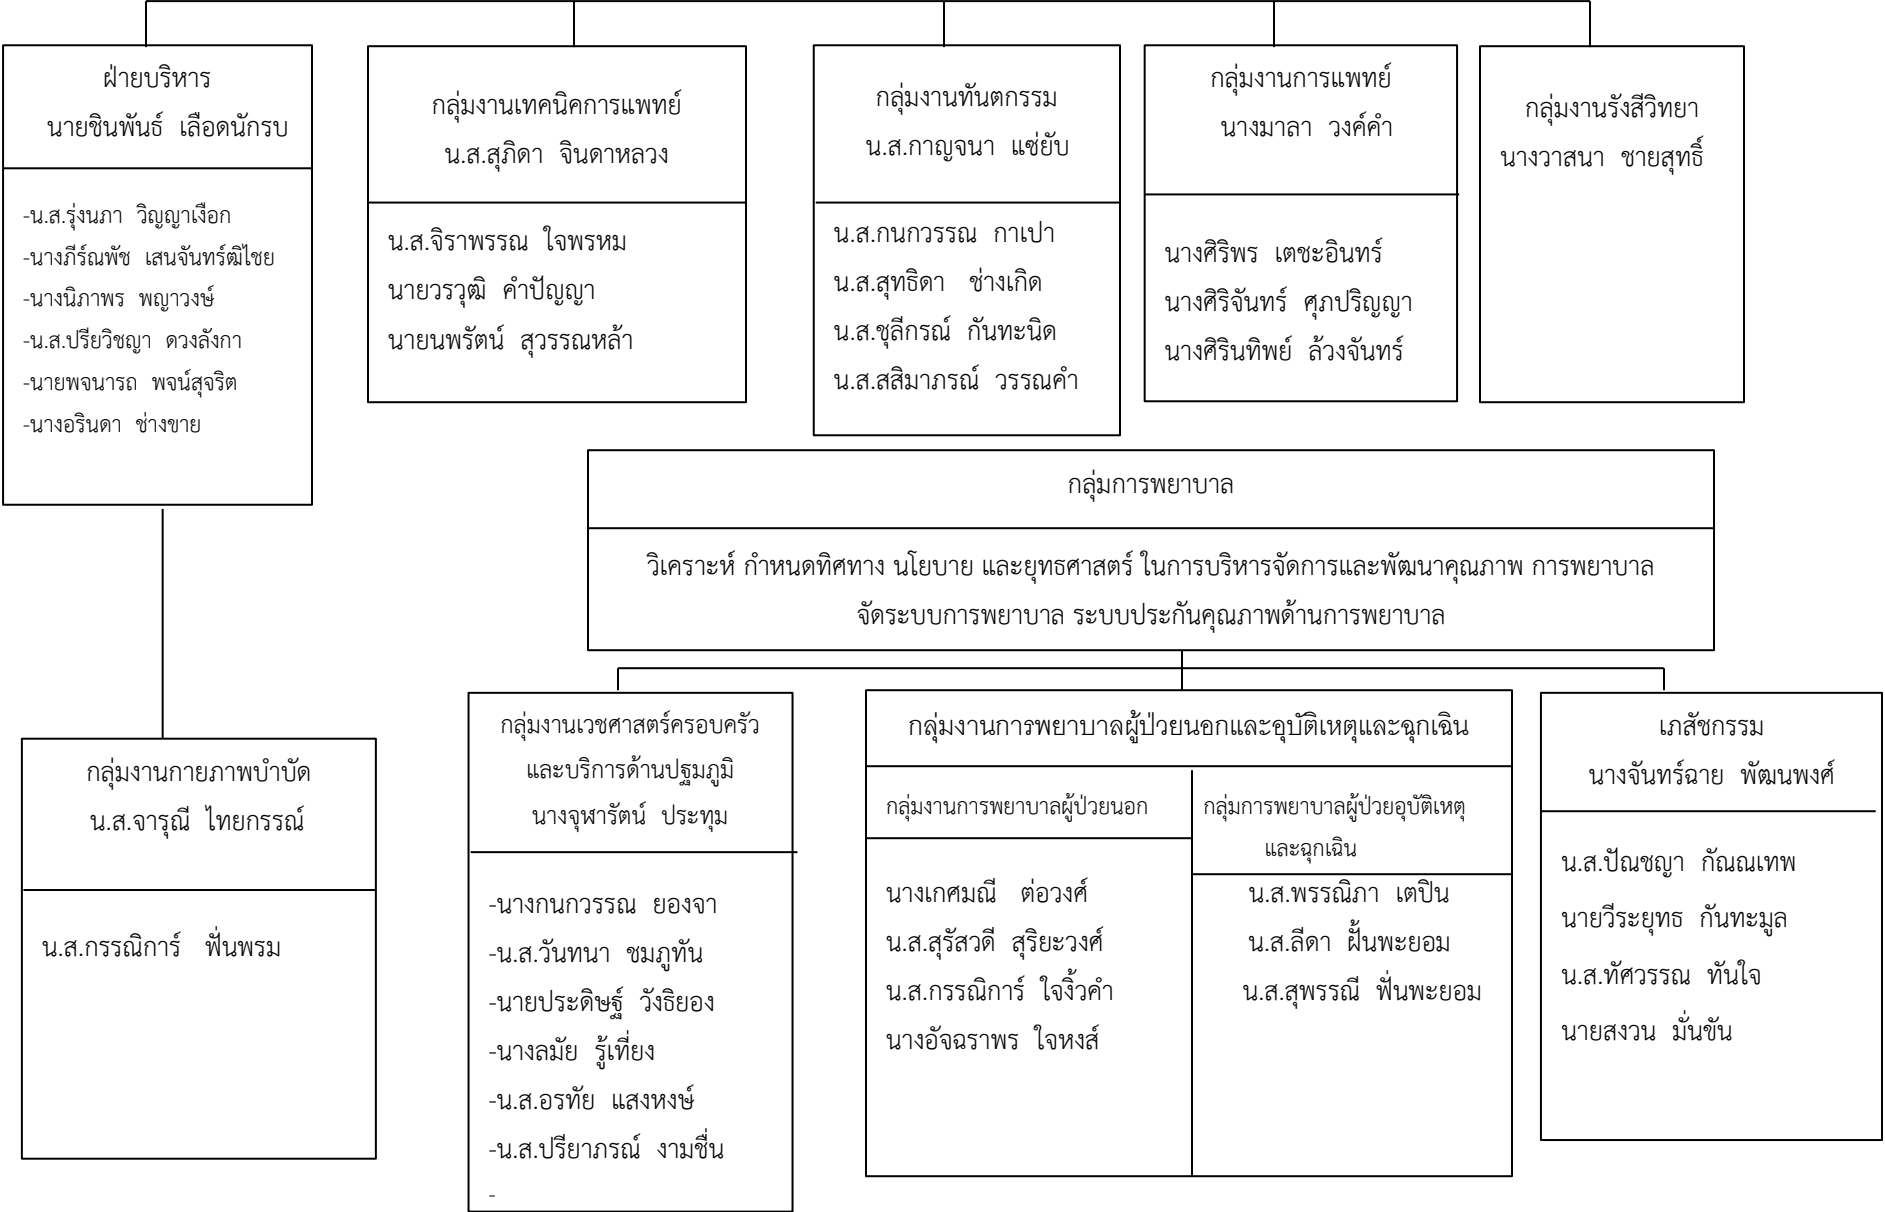 ฝ่ายบริหาร
นายชินพันธ์ เลือดนักรบ
-น.ส.รุ่งนภา วิญญาเงือก
-นางภีร์ณพัช เสนจันทร์ฒิไชย
-นางนิภาพร พญาวงษ์
-น.ส.ปรียวิชญา ดวงลังกา
-นายพจนารถ พจน์สุจริต
-นางอรินดา ช่างขาย
กลุ่มงานเทคนิคการแพทย์
น.ส.สุภิดา จินดาหลวง
น.ส.จิราพรรณ ใจพรหม
นายวรวุฒิ คำปัญญา
นายนพรัตน์ สุวรรณหล้า
กลุ่มงานทันตกรรม
น.ส.กาญจนา แซ่ยับ
น.ส.กนกวรรณ กาเปา
น.ส.สุทธิดา ช่างเกิด
น.ส.ชุลีกรณ์ กันทะนิด
น.ส.สสิมาภรณ์ วรรณคำ
กลุ่มงานการแพทย์
นางมาลา วงค์คำ
นางศิริพร เตชะอินทร์
นางศิริจันทร์ ศุภปริญญา
นางศิรินทิพย์ ล้วงจันทร์
กลุ่มงานรังสีวิทยา
นางวาสนา ชายสุทธิ์
กลุ่มการพยาบาล
วิเคราะห์ กำหนดทิศทาง นโยบาย และยุทธศาสตร์ ในการบริหารจัดการและพัฒนาคุณภาพ การพยาบาล
จัดระบบการพยาบาล ระบบประกันคุณภาพด้านการพยาบาล
กลุ่มงานกายภาพบำบัด
น.ส.จารุณี ไทยกรรณ์
น.ส.กรรณิการ์ ฟั่นพรม
กลุ่มงานเวชศาสตร์ครอบครัว
และบริการด้านปฐมภูมิ
นางจุฬารัตน์ ประทุม
-นางกนกวรรณ ยองจา
-น.ส.วันทนา ชมภูทัน
-นายประดิษฐ์ วังธิยอง
-นางลมัย รู้เที่ยง
-น.ส.อรทัย แสงหงษ์
-น.ส.ปรียาภรณ์ งามชื่น
-
กลุ่มงานการพยาบาลผู้ป่วยนอกและอุบัติเหตุและฉุกเฉิน
กลุ่มงานการพยาบาลผู้ป่วยนอก
นางเกศมณี ต่อวงศ์
น.ส.สุรัสวดี สุริยะวงศ์
น.ส.กรรณิการ์ ใจงิ้วคำ
นางอัจฉราพร ใจหงส์
กลุ่มการพยาบาลผู้ป่วยอุบัติเหตุ
และฉุกเฉิน
น.ส.พรรณิภา เตปิน
น.ส.ลีดา ฝั้นพะยอม
น.ส.สุพรรณี ฟั่นพะยอม
เภสัชกรรม
นางจันทร์ฉาย พัฒนพงศ์
น.ส.ปัณชญา กัณณเทพ
นายวีระยุทธ กันทะมูล
น.ส.ทัศวรรณ ทันใจ
นายสงวน มั่นขัน